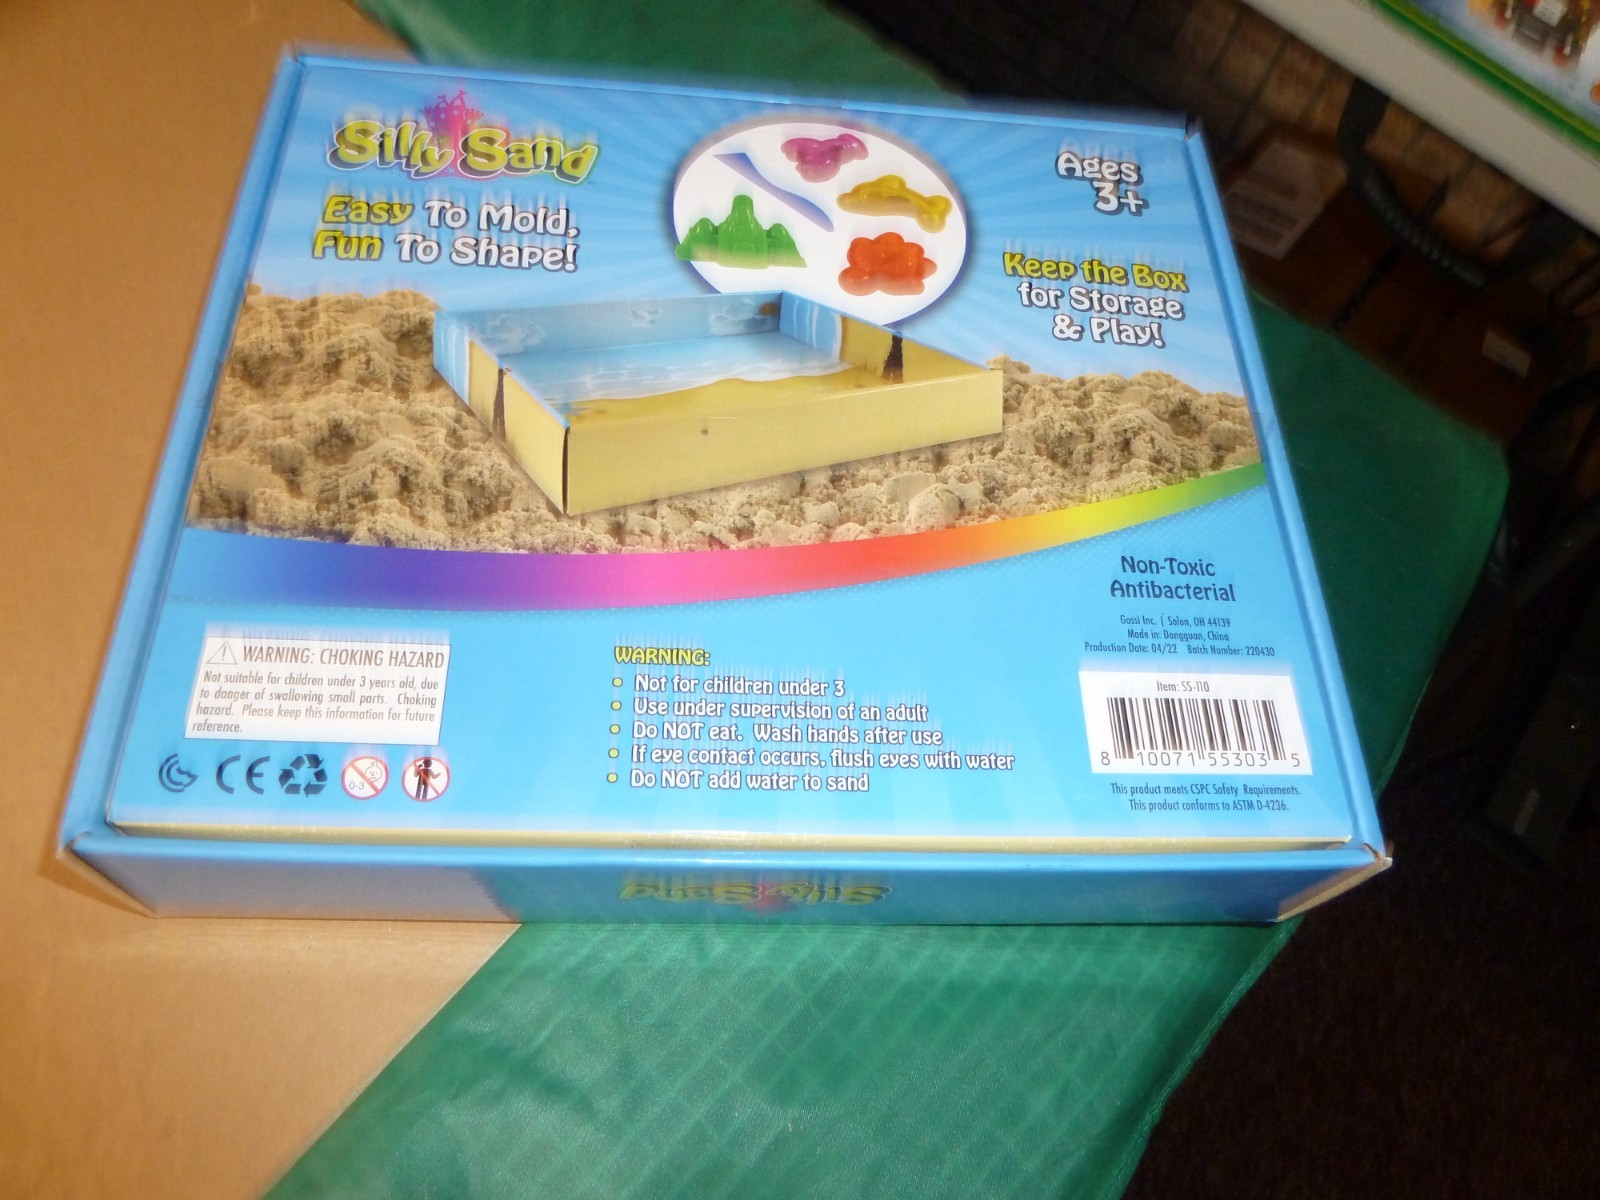 Silly Sand
Easy To Mold,
Fun To Shape!
Ages
3+
Keep the Box
for Storage
& Play!
Non-Toxic
Antibacterial
Gossi Inc. | Solon, OH 44139
Made in: Dongguan, China
Production Date: 04/22 Batch Number: 220430
WARNING: CHOKING HAZARD
Not suitable for children under 3 years old, due
to danger of swallowing small parts. Choking
hazard. Please keep this information for future
reference.
CE
0-3
WARNING:
Not for children under 3
Use under supervision of an adult
Do NOT eat. Wash hands after use
If eye contact occurs, flush eyes with water
Do NOT add water to sand
Item: SS-110
8 10071 55303 5
This product meets CSPC Safety Requirements.
This product conforms to ASTM D-4236.
Silly Sand